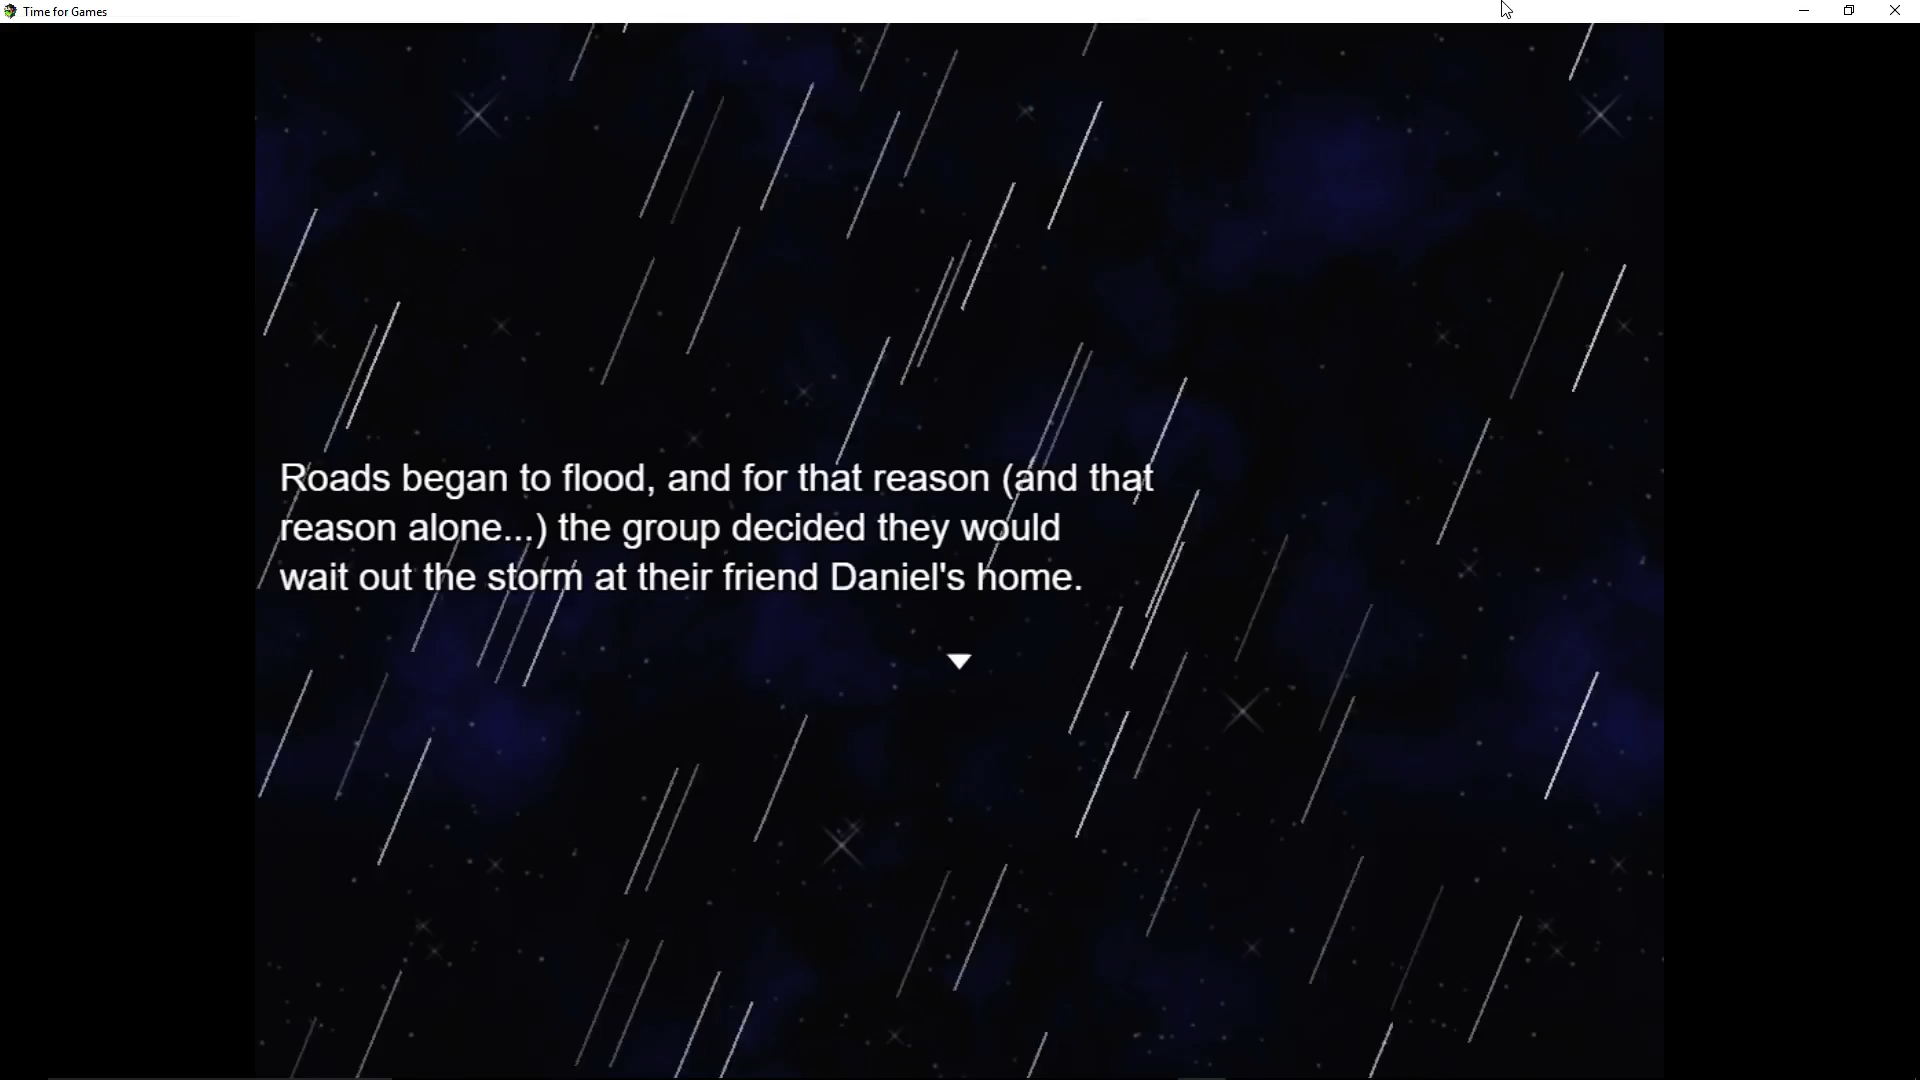 Time for Games
Roads began to flood, and for that reason (and that
reason alone...) the group decided they would
wait out the storm at their friend Daniel's home.